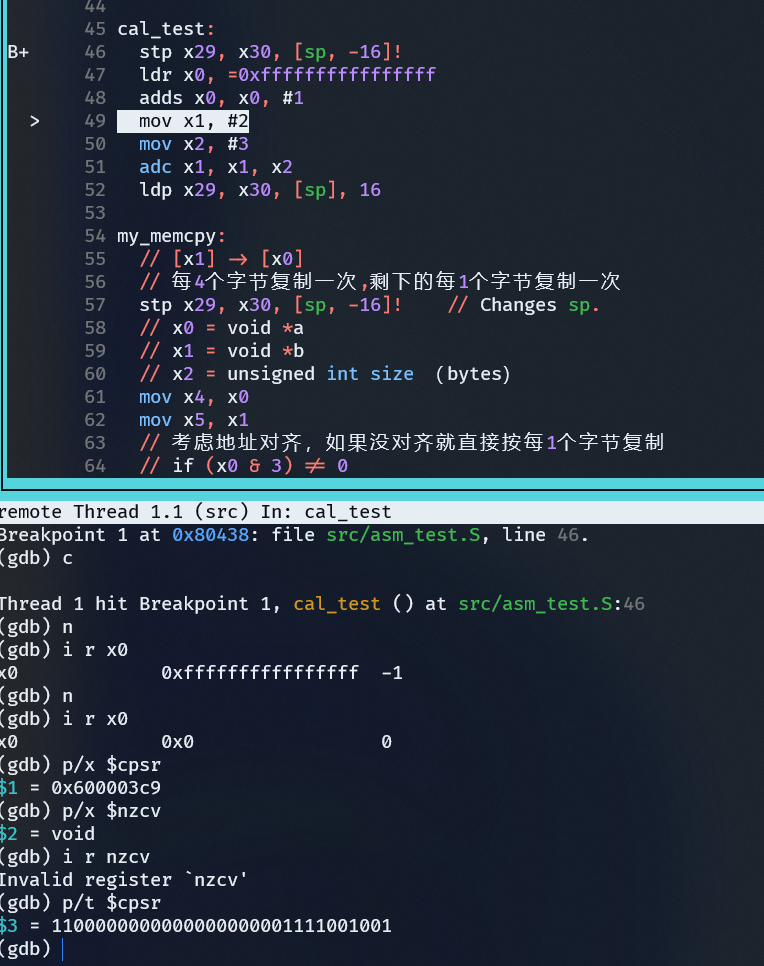 44
45 cal_test:
B+ 46 stp x29, x30, [sp, -16]!
47 ldr x0, =0xffffffffffffffff
48 adds x0, x0, #1
> 49 mov x1, #2
50 mov x2, #3
51 adc x1, x1, x2
52 ldp x29, x30, [sp], 16
53
54 my_memcpy:
55 // [x1] -> [x0]
56 // 每4个字节复制一次,剩下的每1个字节复制一次
57 stp x29, x30, [sp, -16]! // Changes sp.
58 // x0 = void *a
59 // x1 = void *b
60 // x2 = unsigned int size (bytes)
61 mov x4, x0
62 mov x5, x1
63 // 考虑地址对齐, 如果没对齐就直接按每1个字节复制
64 // if (x0 & 3) != 0
remote Thread 1.1 (src) In: cal_test
Breakpoint 1 at 0x80438: file src/asm_test.S, line 46.
(gdb) c
Thread 1 hit Breakpoint 1, cal_test () at src/asm_test.S:46
(gdb) n
(gdb) i r x0
x0 0xffffffffffffffff -1
(gdb) n
(gdb) i r x0
x0 0x0 0
(gdb) p/x $cpsr
$1 = 0x600003c9
(gdb) p/x $nzcv
$2 = void
(gdb) i r nzcv
Invalid register `nzcv'
(gdb) p/t $cpsr
$3 = 1100000000000000000001111001001
(gdb)